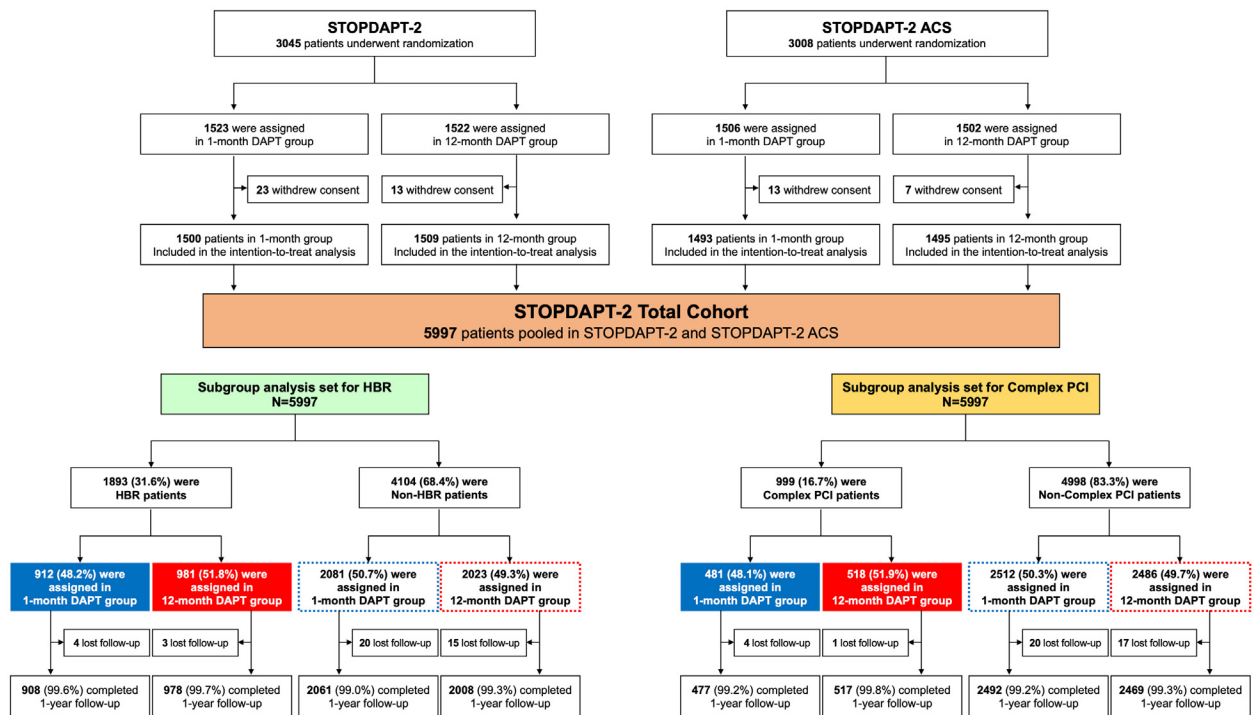 STOPDAPT-2
3045 patients underwent randomization
STOPDAPT-2 ACS
3008 patients underwent randomization
1523 were assigned
in 1-month DAPT group
1522 were assigned
in 12-month DAPT group
1506 were assigned
in 1-month DAPT group
1502 were assigned
in 12-month DAPT group
23 withdrew consent
13 withdrew consent
13 withdrew consent
7 withdrew consent
1500 patients in 1-month group
Included in the intention-to-treat analysis
1509 patients in 12-month group
Included in the intention-to-treat analysis
1493 patients in 1-month group
Included in the intention-to-treat analysis
1495 patients in 12-month group
Included in the intention-to-treat analysis
STOPDAPT-2 Total Cohort
5997 patients pooled in STOPDAPT-2 and STOPDAPT-2 ACS
Subgroup analysis set for HBR
N=5997
Subgroup analysis set for Complex PCI
N=5997
1893 (31.6%) were
HBR patients
4104 (68.4%) were
Non-HBR patients
999 (16.7%) were
Complex PCI patients
4998 (83.3%) were
Non-Complex PCI patients
912 (48.2%) were
assigned in
1-month DAPT group
981 (51.8%) were
assigned in
12-month DAPT group
2081 (50.7%) were
assigned in
1-month DAPT group
2023 (49.3%) were
assigned in
12-month DAPT group
481 (48.1%) were
assigned in
1-month DAPT group
518 (51.9%) were
assigned in
12-month DAPT group
2512 (50.3%) were
assigned in
1-month DAPT group
2486 (49.7%) were
assigned in
12-month DAPT group
4 lost follow-up
3 lost follow-up
20 lost follow-up
15 lost follow-up
4 lost follow-up
1 lost follow-up
20 lost follow-up
17 lost follow-up
908 (99.6%) completed
1-year follow-up
978 (99.7%) completed
1-year follow-up
2061 (99.0%) completed
1-year follow-up
2008 (99.3%) completed
1-year follow-up
477 (99.2%) completed
1-year follow-up
517 (99.8%) completed
1-year follow-up
2492 (99.2%) completed
1-year follow-up
2469 (99.3%) completed
1-year follow-up